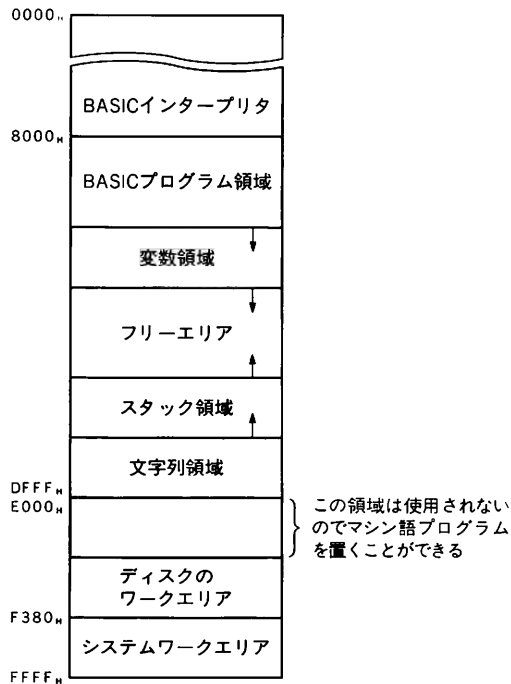 0000H
BASICインタープリタ
8000H
BASICプログラム領域
変数領域
フリーエリア
スタック領域
文字列領域
DFFFH
E000H
この領域は使用されない
のでマシン語プログラム
を置くことができる
ディスクの
ワークエリア
F380H
システムワークエリア
FFFFH